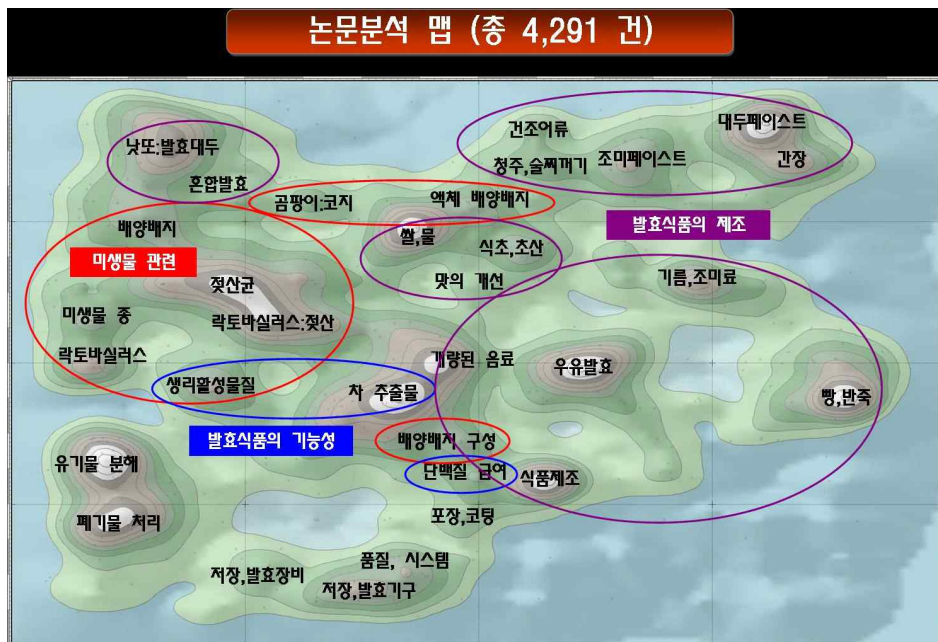 논문분석 맵 (총 4,291 건)
대두페이스트
건조어류
낫또:발효대두
조미페이스트
간장
청주,술찌꺼기
혼합발효
곰팡이:코지
액체 배양배지
배양배지
쌀,물
식초,초산
발효식품의 제조
미생물 관련
맛의 개선
기름,조미료
젖산균
미생물 종
락토바실러스:젖산
락토바실러스
개량된 음료
우유발효
생리활성물질
차 추출물
빵,반죽
발효식품의 기능성
배양배지 구성
유기물 분해
단백질 급여
식품제조
폐기물 처리
포장,코팅
품질, 시스템
저장,발효장비
저장,발효기구